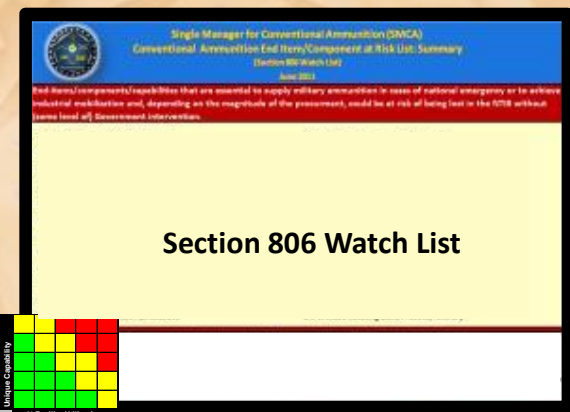 Single Manager for Conventional Ammunition (SMCA)
Conventional Ammunition End Item/Component at Risk List: Summary
(Section 806 Watch List)
June 2011
End items/components/capabilities that are essential to supply military ammunition in cases of national emergency or to achieve
industrial mobilization and, depending on the magnitude of the procurement, could be at risk of being lost in the NTIB without
(some level of) Government intervention.
Section 806 Watch List
Unique Capability